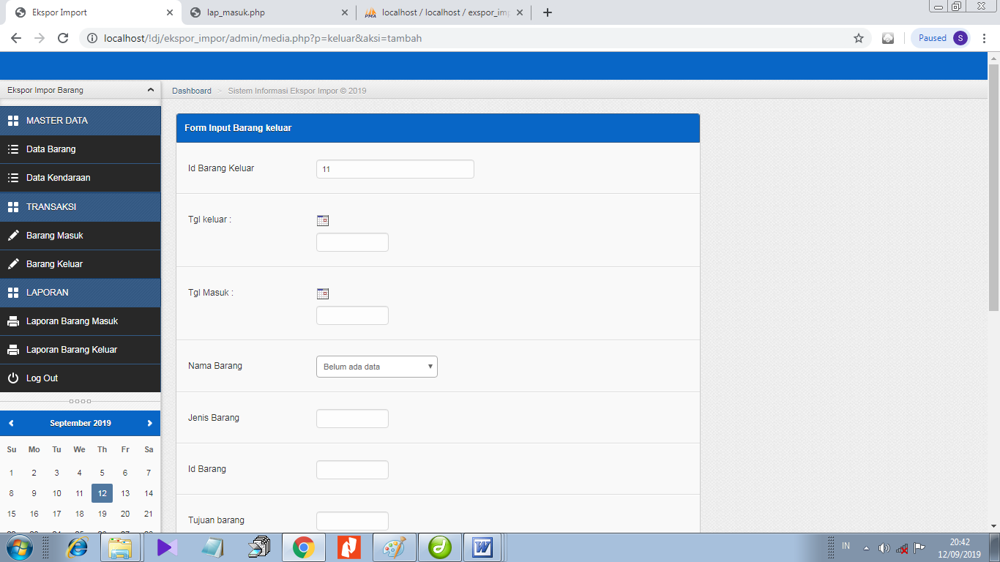 Ekspor Import
lap_masuk.php
localhost / localhost / exspor_im
localhost/!dj/ekspor_impor/admin/media.php?p=keluar&aksi=tambah
Paused S
Ekspor Impor Barang
Dashboard > Sistem Informasi Ekspor Impor © 2019
MASTER DATA
Data Barang
Data Kendaraan
TRANSAKSI
Barang Masuk
Barang Keluar
LAPORAN
Laporan Barang Masuk
Laporan Barang Keluar
Log Out
September 2019
Su Mo Tu We Th Fr Sa
1 2 3 4 5 6 7
8 9 10 11 12 13 14
15 16 17 18 19 20 21
Form Input Barang keluar
Id Barang Keluar 11
Tgl keluar :
Tgl Masuk :
Nama Barang Belum ada data
Jenis Barang
Id Barang
Tujuan barang
IN
20:42
12/09/2019